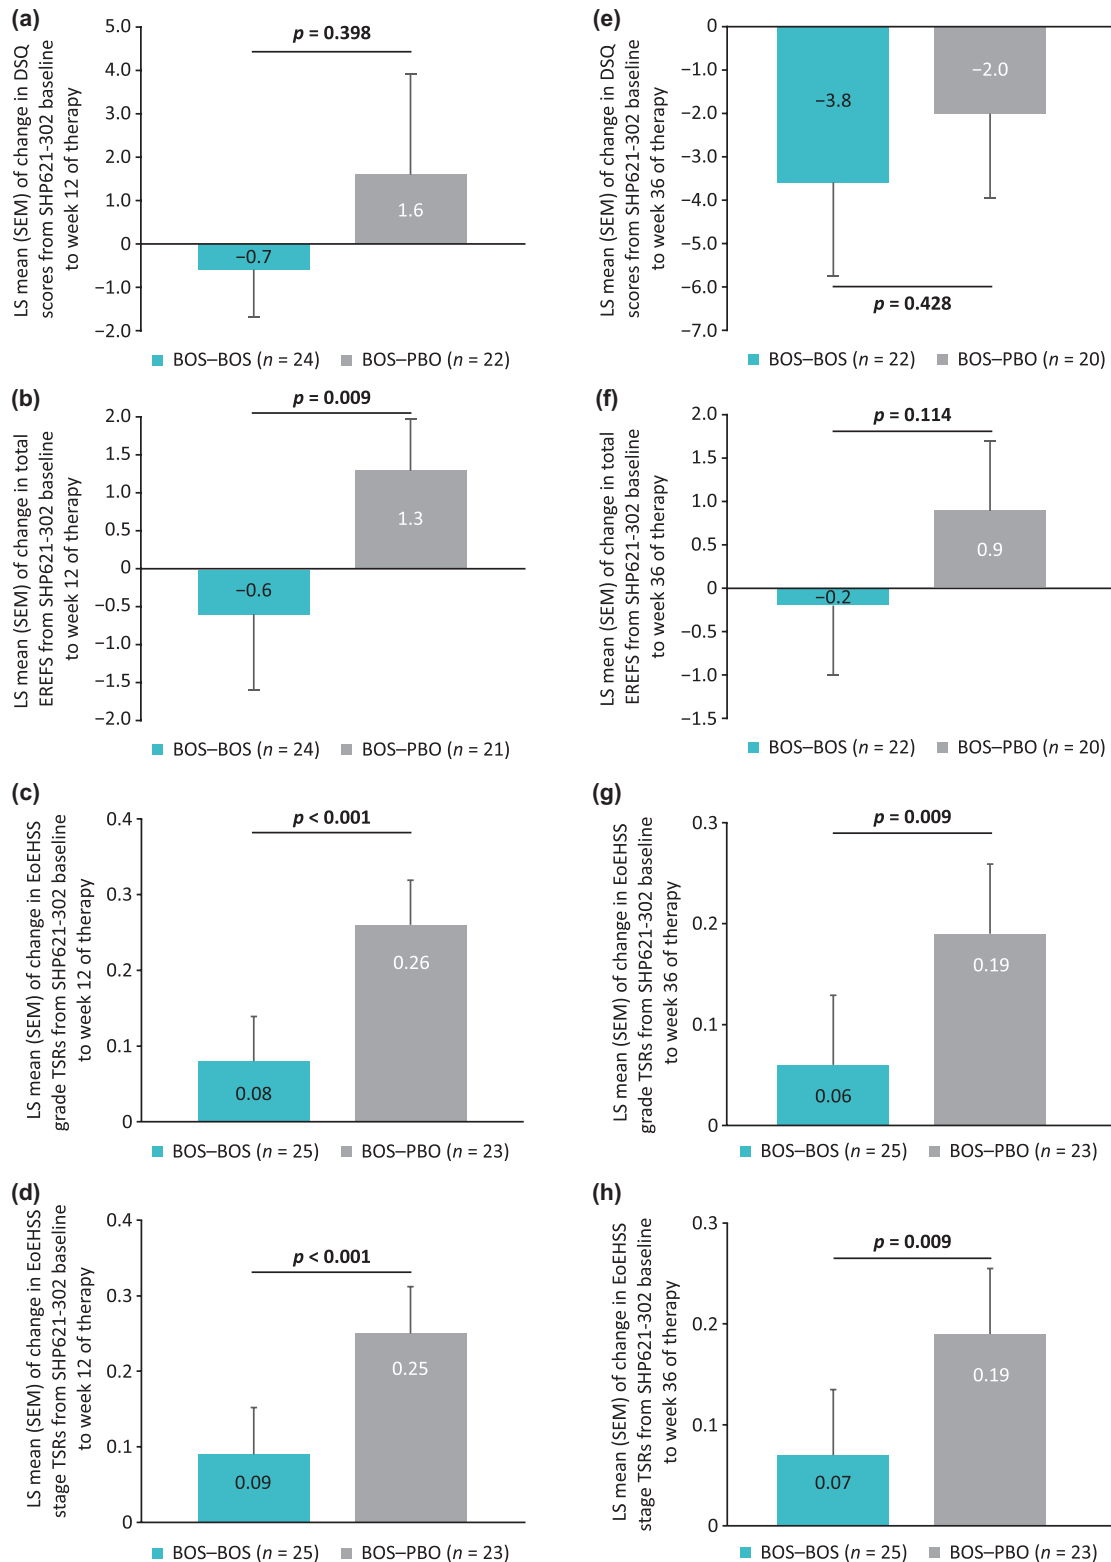 (a)
LS mean (SEM) of change in DSQ
scores from SHP621-302 baseline
to week 12 of therapy
5.0
4.0
3.0
2.0
1.0
0
−1.0
−2.0
p = 0.398
−0.7
1.6
BOS–BOS (n = 24) BOS–PBO (n = 22)
(e)
LS mean (SEM) of change in DSQ
scores from SHP621-302 baseline
to week 36 of therapy
0
−1.0
−2.0
−3.0
−4.0
−5.0
−6.0
−7.0
−3.8
−2.0
p = 0.428
BOS–BOS (n = 22) BOS–PBO (n = 20)
(b)
LS mean (SEM) of change in total
EREFS from SHP621-302 baseline
to week 12 of therapy
2.0
1.5
1.0
0.5
0
−0.5
−1.0
−1.5
−2.0
p = 0.009
−0.6
1.3
BOS–BOS (n = 24) BOS–PBO (n = 21)
(f)
LS mean (SEM) of change in total
EREFS from SHP621-302 baseline
to week 36 of therapy
2.0
1.5
1.0
0.5
0
−0.5
−1.0
−1.5
p = 0.114
−0.2
0.9
BOS–BOS (n = 22) BOS–PBO (n = 20)
(c)
LS mean (SEM) of change in EoEHSS
grade TSRs from SHP621-302 baseline
to week 12 of therapy
0.4
0.3
0.2
0.1
0
p < 0.001
0.08
0.26
BOS–BOS (n = 25) BOS–PBO (n = 23)
(g)
LS mean (SEM) of change in EoEHSS
grade TSRs from SHP621-302 baseline
to week 36 of therapy
0.3
0.2
0.1
0
p = 0.009
0.06
0.19
BOS–BOS (n = 25) BOS–PBO (n = 23)
(d)
LS mean (SEM) of change in EoEHSS
stage TSRs from SHP621-302 baseline
to week 12 of therapy
0.4
0.3
0.2
0.1
0
p < 0.001
0.09
0.25
BOS–BOS (n = 25) BOS–PBO (n = 23)
(h)
LS mean (SEM) of change in EoEHSS
stage TSRs from SHP621-302 baseline
to week 36 of therapy
0.3
0.2
0.1
0
p = 0.009
0.07
0.19
BOS–BOS (n = 25) BOS–PBO (n = 23)